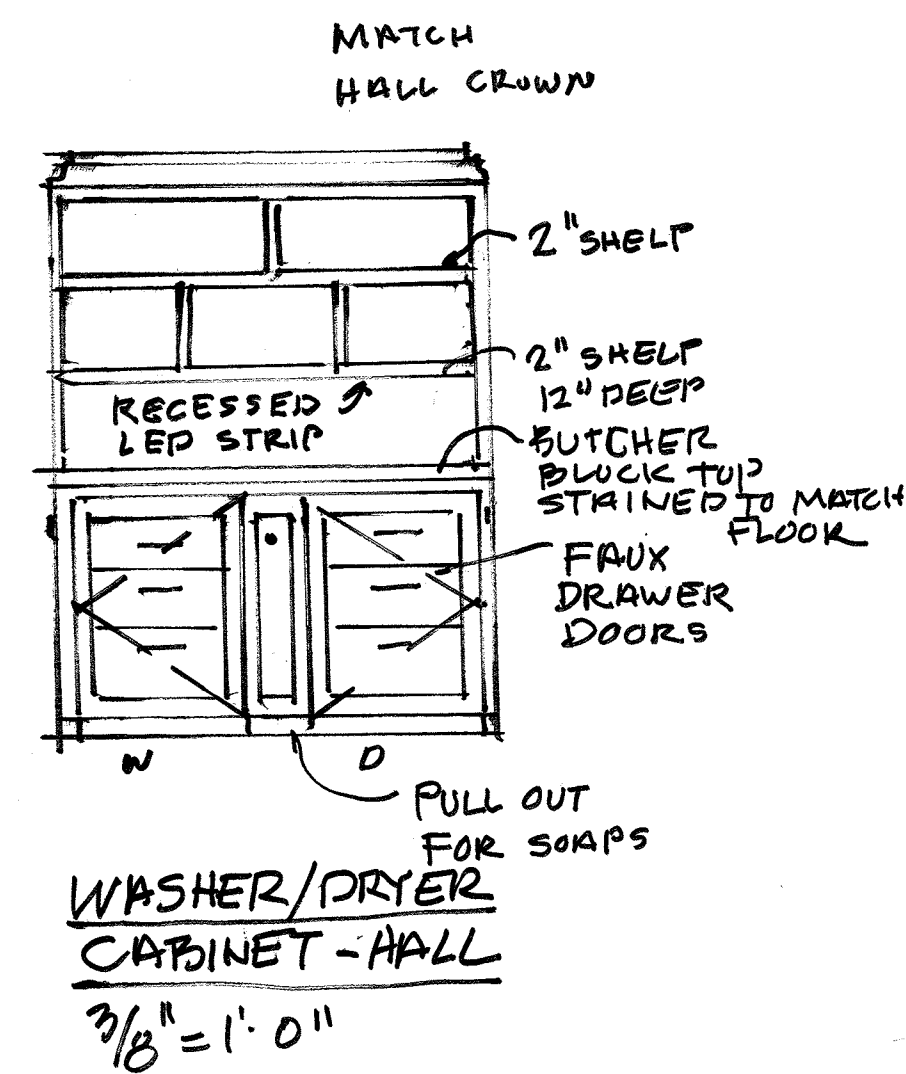 MATCH
HALL CROWN
2" SHELF
2" SHELF
12" DEEP
RECESSED
LED STRIP
BUTCHER
BLOCK TOP
STAINED TO MATCH
FLOOR
FAUX
DRAWER
DOORS
W D
PULL OUT
FOR SOAPS
WASHER/DRYER
CABINET - HALL
3/8" = 1'· 0"